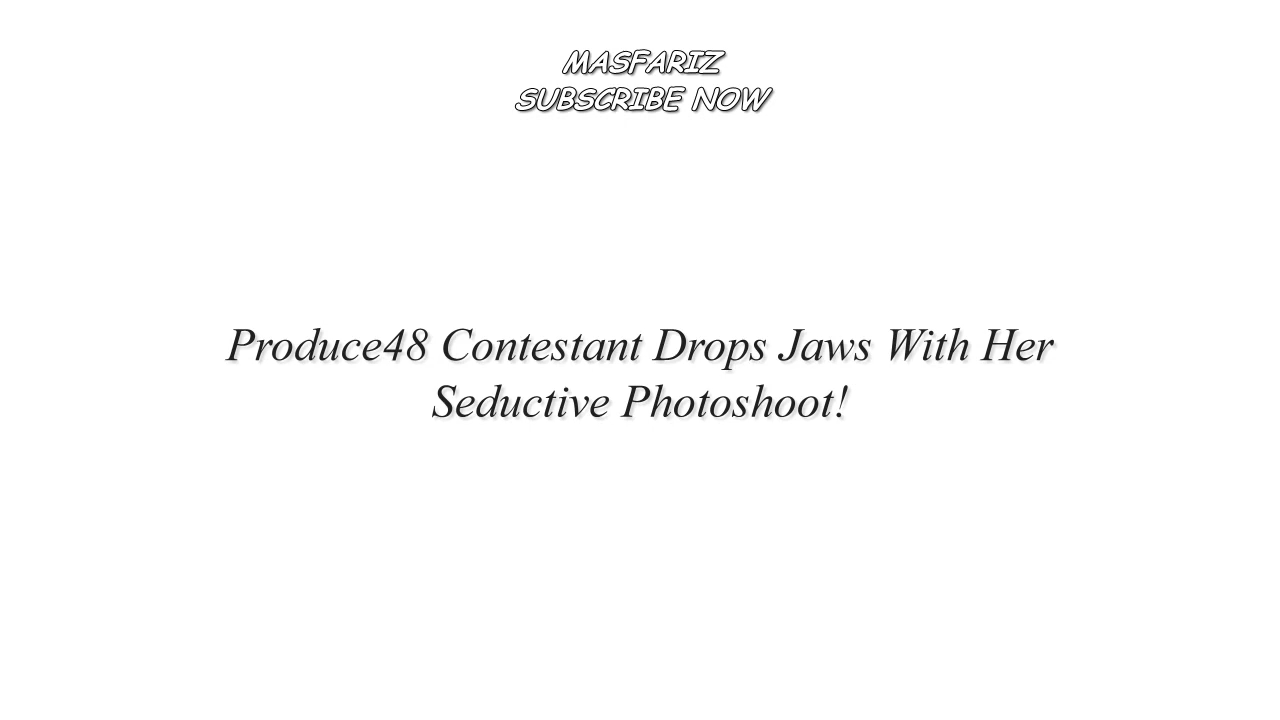 MASFARIZ
SUBSCRIBE NOW
Produce48 Contestant Drops Jaws With Her
Seductive Photoshoot!